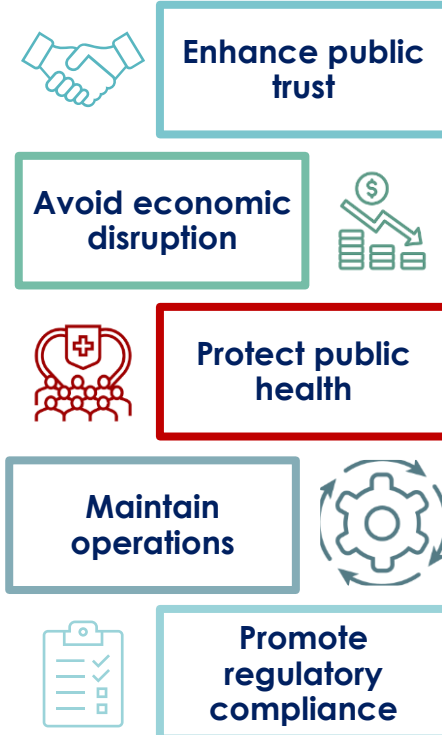 Enhance public
trust
Avoid economic
disruption
$
Protect public
health
Maintain
operations
Promote
regulatory
compliance